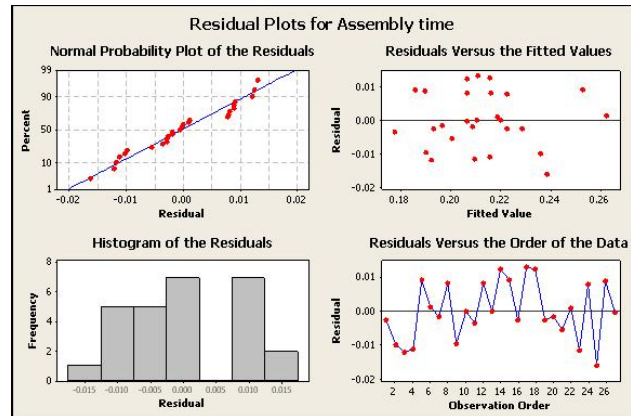 Residual Plots for Assembly time
Normal Probability Plot of the Residuals
99
90
50
10
1
Percent
-0.02 -0.01 0.00 0.01 0.02
Residual
Residuals Versus the Fitted Values
0.01
0.00
-0.01
-0.02
Residual
0.18 0.20 0.22 0.24 0.26
Fitted Value
Histogram of the Residuals
8
6
4
2
0
Frequency
-0.015 -0.010 -0.005 0.000 0.005 0.010 0.015
Residual
Residuals Versus the Order of the Data
0.01
0.00
-0.01
-0.02
Residual
2 4 6 8 10 12 14 16 18 20 22 24 26
Observation Order